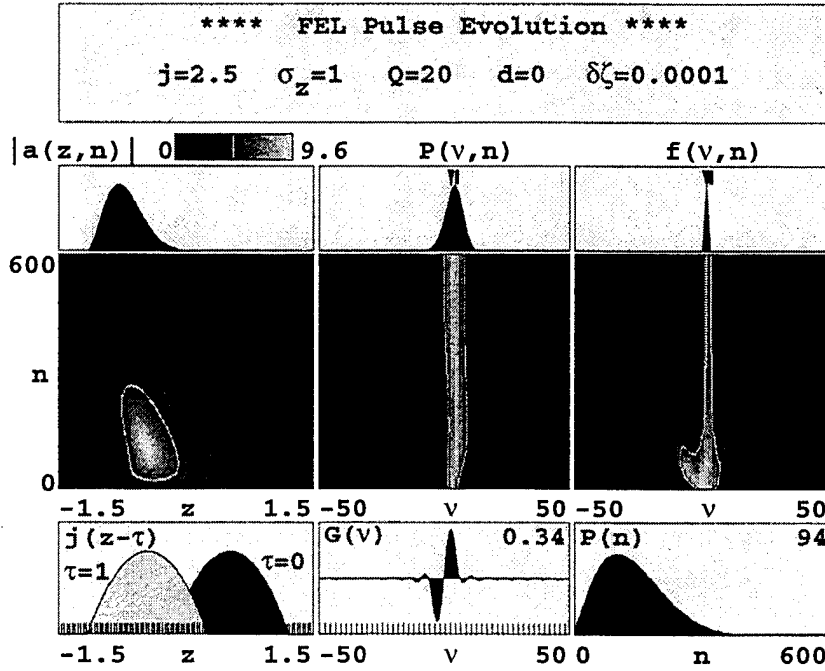 **** FEL Pulse Evolution ****
j=2.5 σz=1 Q=20 d=0 δζ=0.0001
|a(z,n)| 0 9.6 P(ν,n) f(ν,n)
600
n
0
-1.5 z 1.5 -50 ν 50 -50 ν 50
j(z-τ) G(ν) 0.34 P(n) 94
τ=1 τ=0
-1.5 z 1.5 -50 ν 50 0 n 600